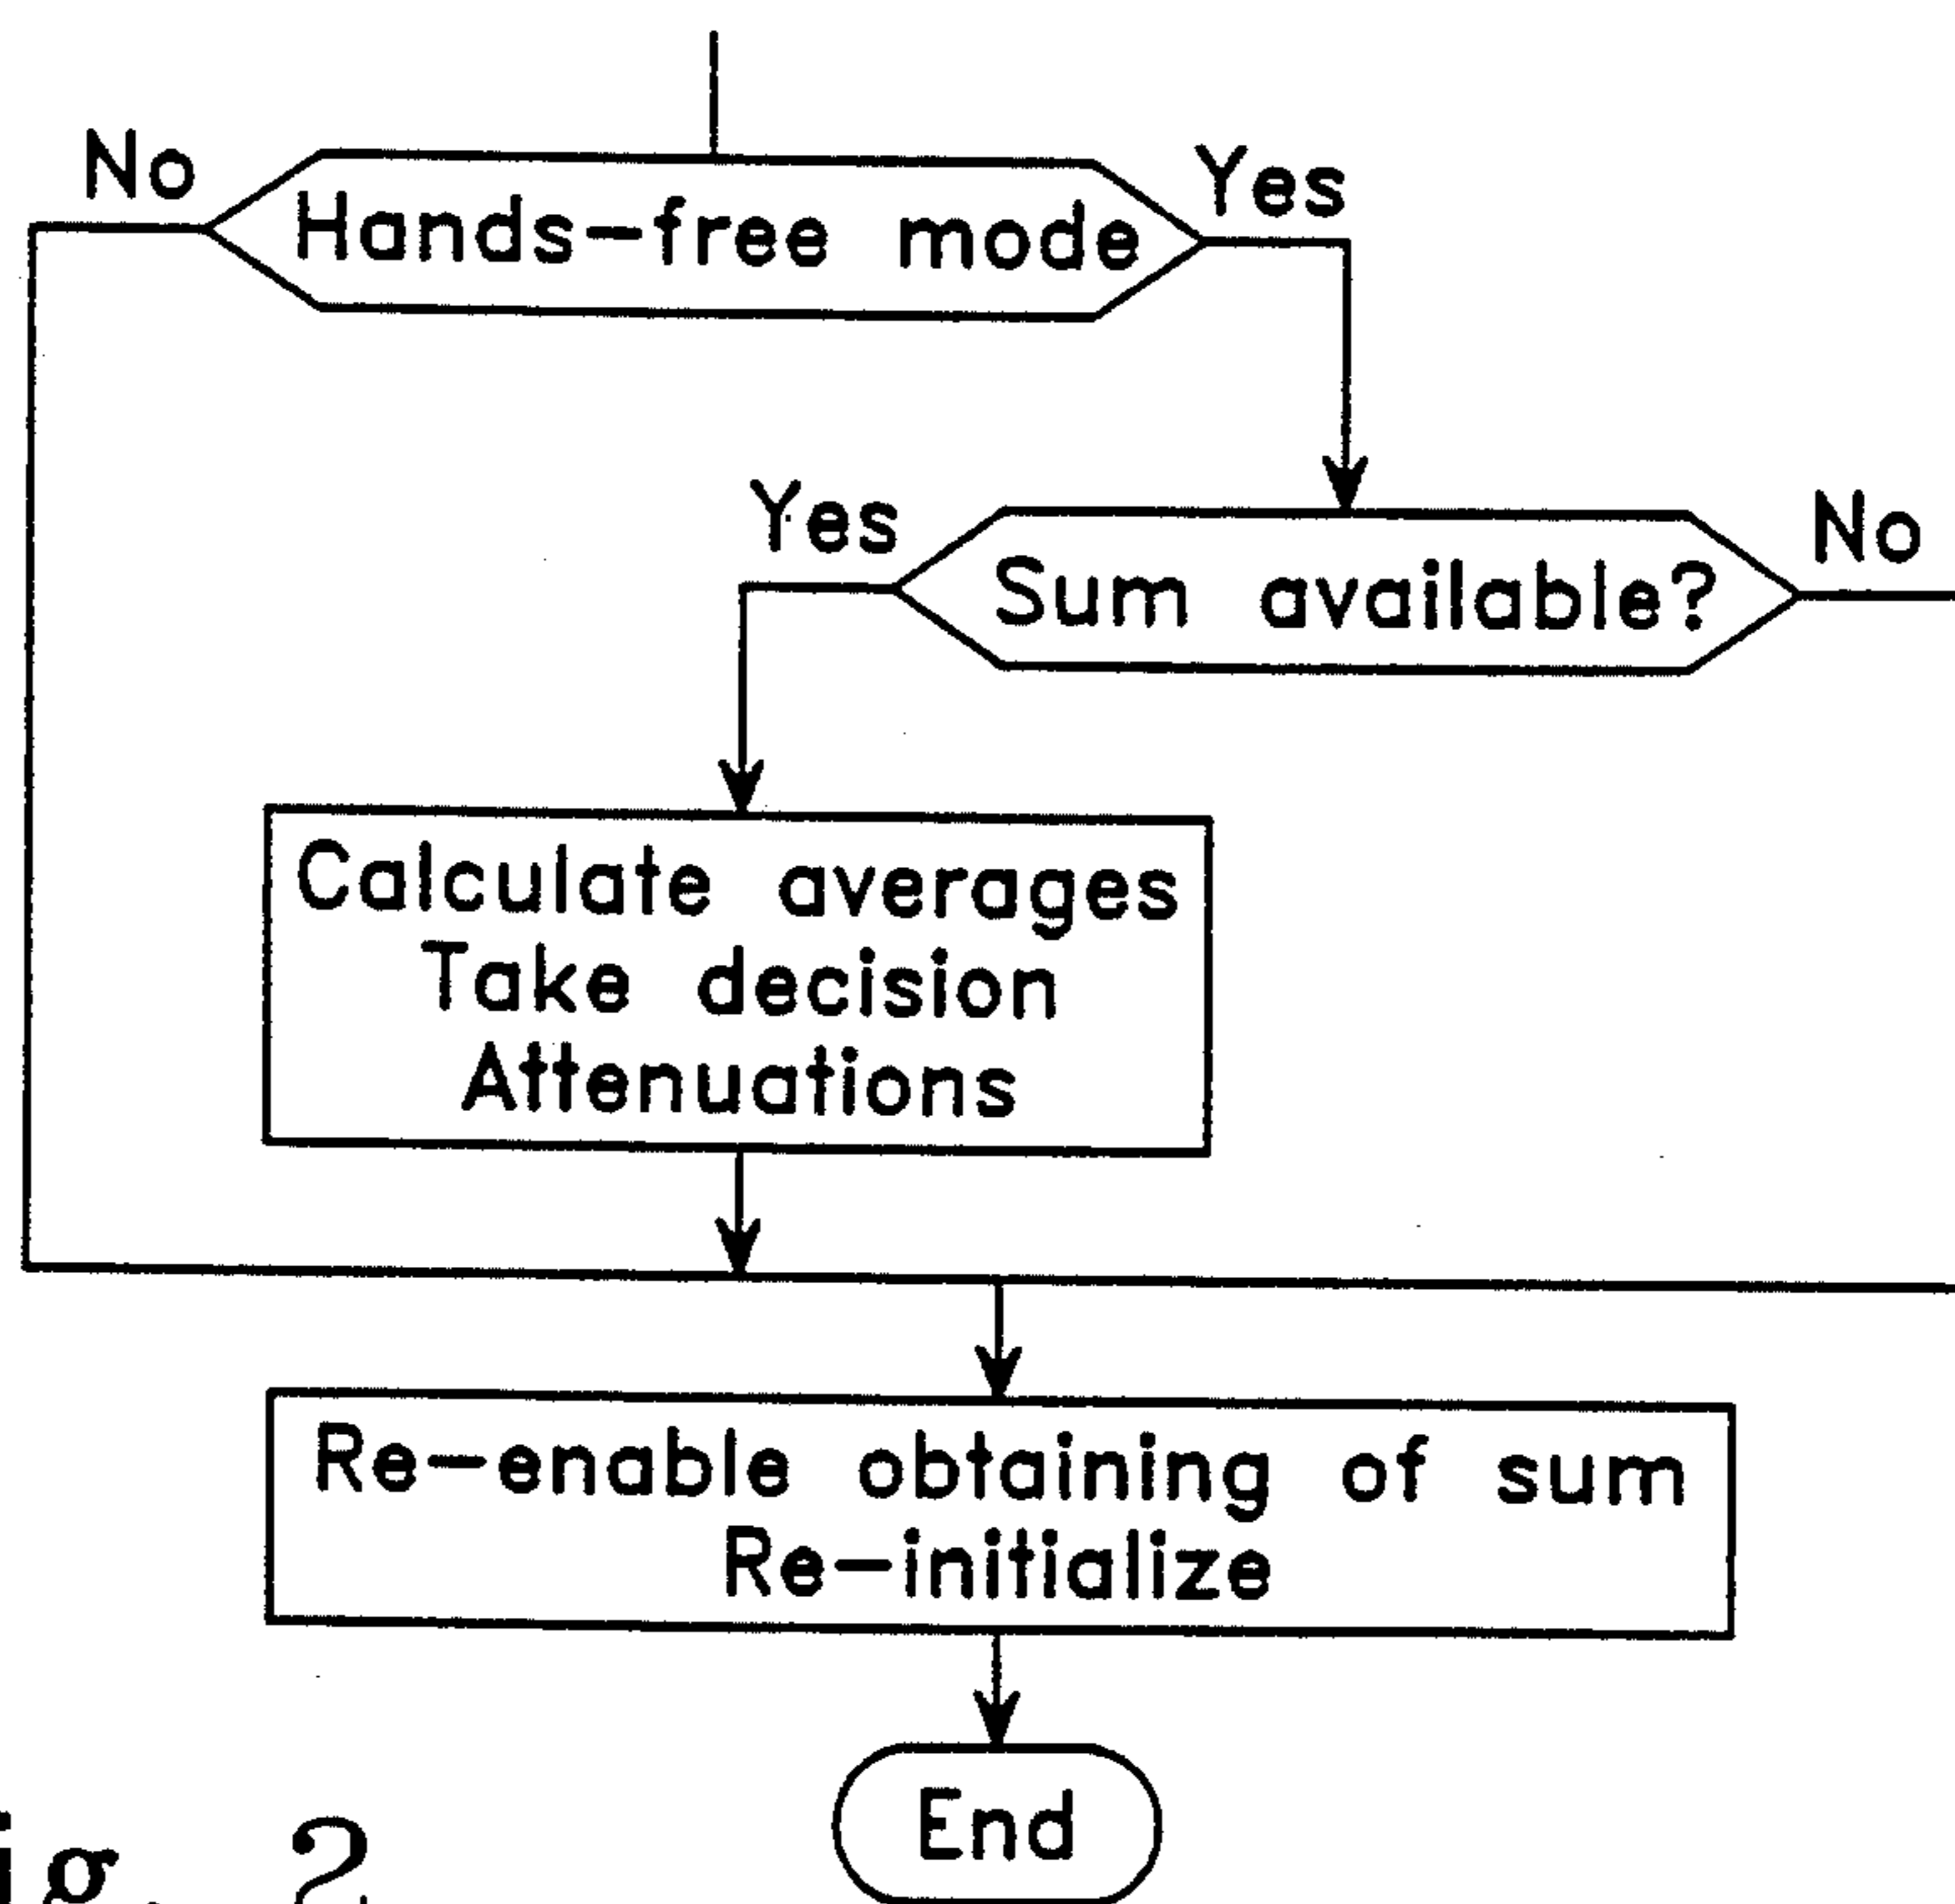 No
Hands-free mode
Yes
Yes
Sum available?
No
Calculate averages
Take decision
Attenuations
Re-enable obtaining of sum
Re-initialize
End
2